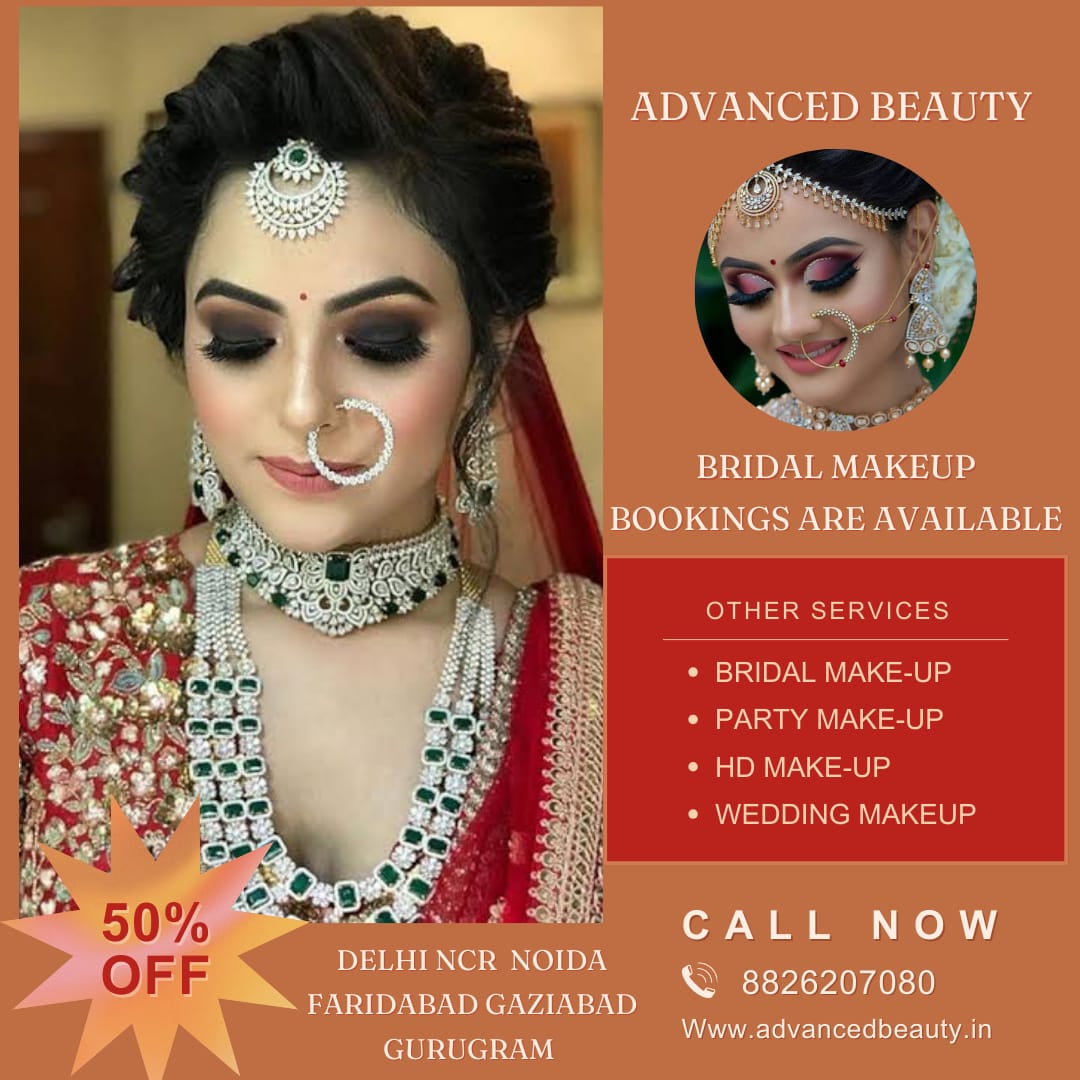 ADVANCED BEAUTY
BRIDAL MAKEUP
BOOKINGS ARE AVAILABLE
OTHER SERVICES
• BRIDAL MAKE-UP
• PARTY MAKE-UP
• HD MAKE-UP
• WEDDING MAKEUP
50%
OFF
DELHI NCR NOIDA
FARIDABAD GAZIABAD
GURUGRAM
CALL NOW
8826207080
Www.advancedbeauty.in